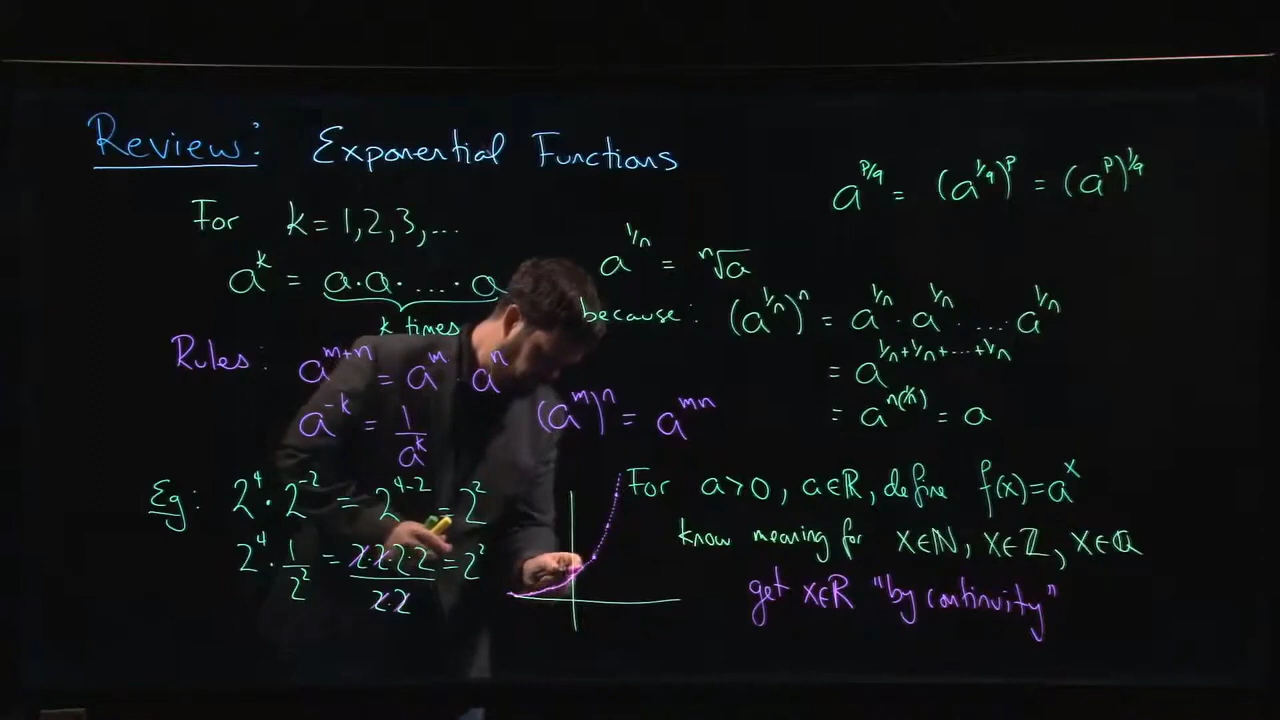 Review: Exponential Functions
For k = 1, 2, 3, ...
a^k = a·a· .... ·a
k times
Rules: a^{m+n} = a^m · a^n
a^{-k} = 1/a^k
(a^m)^n = a^{mn}
Eg: 2^4 · 2^{-2} = 2^{4-2} = 2^2
2^4 · 1/2^2 = 2·2·2·2/2·2 = 2^2
a^{1/n} = ⁿ√a
because: (a^{1/n})^n = a^{1/n} · a^{1/n} · .... a^{1/n}
= a^{1/n+1/n+...+1/n}
= a^{n(1/n)} = a
a^{p/q} = (a^{1/q})^p = (a^p)^{1/q}
For a>0, a∈ℝ, define f(x)=a^x
know meaning for x∈ℕ, x∈ℤ, x∈ℚ
get x∈ℝ "by continuity"